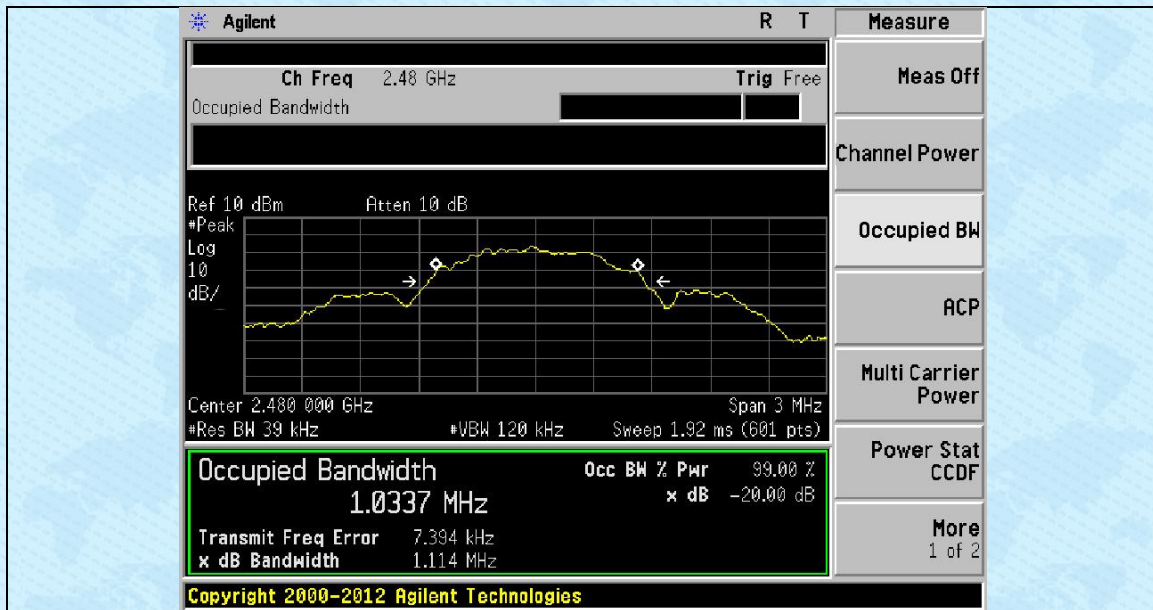 Agilent R T Measure
Ch Freq 2.48 GHz Trig Free
Occupied Bandwidth
Meas Off
Channel Power
Occupied BW
ACP
Multi Carrier
Power
Power Stat
CCDF
More
1 of 2
Ref 10 dBm Atten 10 dB
#Peak
Log
10
dB/
Center 2.480 000 GHz Span 3 MHz
#Res BW 39 kHz #VBW 120 kHz Sweep 1.92 ms (601 pts)
Occupied Bandwidth Occ BW % Pwr 99.00 %
1.0337 MHz x dB -20.00 dB
Transmit Freq Error 7.394 kHz
x dB Bandwidth 1.114 MHz
Copyright 2000-2012 Agilent Technologies